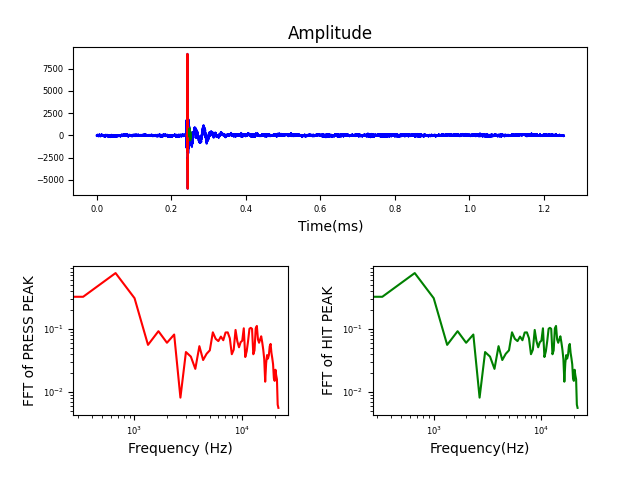 Amplitude
7500
5000
2500
0
−2500
−5000
0.0 0.2 0.4 0.6 0.8 1.0 1.2
Time(ms)
FFT of PRESS PEAK
10⁻¹
10⁻²
10³ 10⁴
Frequency (Hz)
FFT of HIT PEAK
10⁻¹
10⁻²
10³ 10⁴
Frequency(Hz)